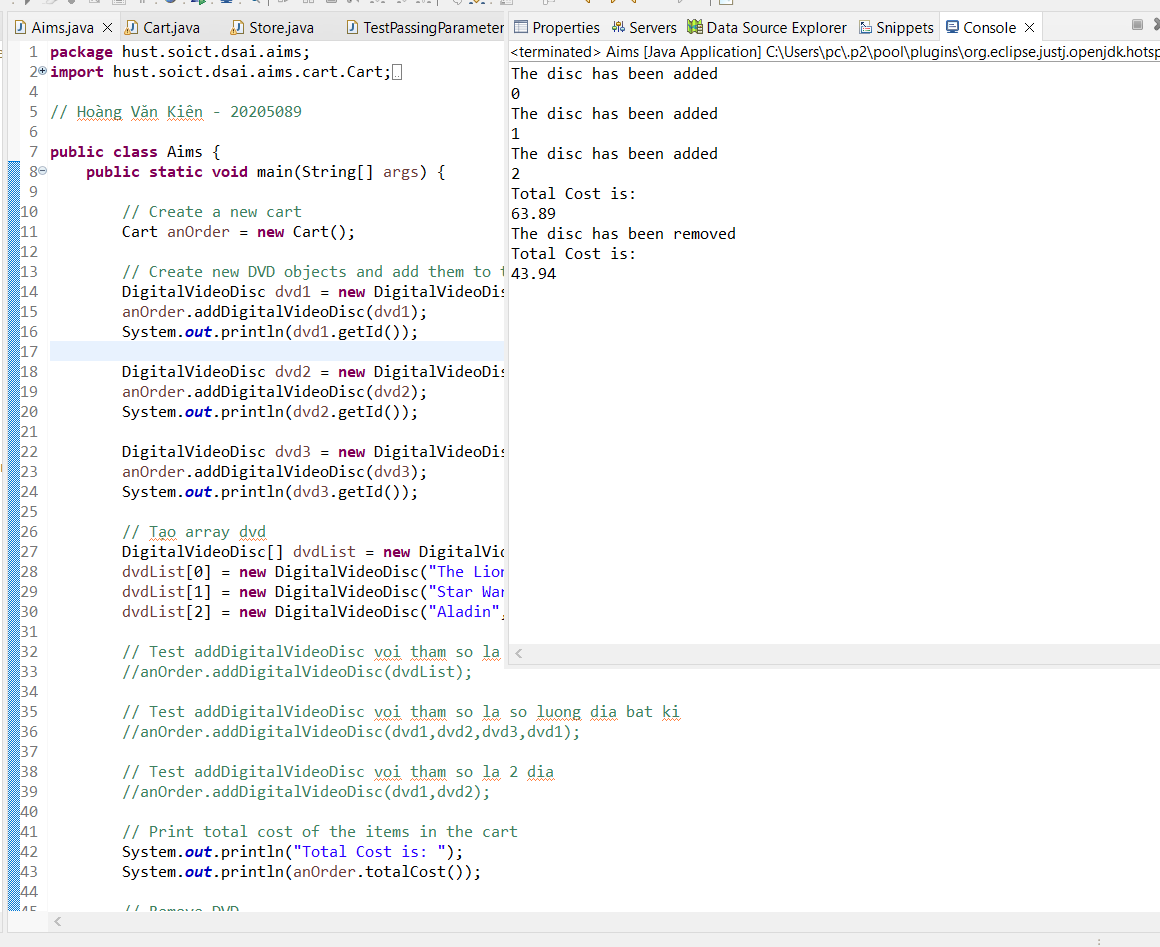 Aims.java Cart.java Store.java TestPassingParameter
1 package hust.soict.dsai.aims;
2 import hust.soict.dsai.aims.cart.Cart;
4
5 // Hoàng Văn Kiên - 20205089
6
7 public class Aims {
8 public static void main(String[] args) {
9
10 // Create a new cart
11 Cart anOrder = new Cart();
12
13 // Create new DVD objects and add them to
14 DigitalVideoDisc dvd1 = new DigitalVideoDis
15 anOrder.addDigitalVideoDisc(dvd1);
16 System.out.println(dvd1.getId());
17
18 DigitalVideoDisc dvd2 = new DigitalVideoDis
19 anOrder.addDigitalVideoDisc(dvd2);
20 System.out.println(dvd2.getId());
21
22 DigitalVideoDisc dvd3 = new DigitalVideoDis
23 anOrder.addDigitalVideoDisc(dvd3);
24 System.out.println(dvd3.getId());
25
26 // Tạo array dvd
27 DigitalVideoDisc[] dvdList = new DigitalVid
28 dvdList[0] = new DigitalVideoDisc("The Lion
29 dvdList[1] = new DigitalVideoDisc("Star War
30 dvdList[2] = new DigitalVideoDisc("Aladin",
31
32 // Test addDigitalVideoDisc voi tham so la
33 //anOrder.addDigitalVideoDisc(dvdList);
34
35 // Test addDigitalVideoDisc voi tham so la so luong dia bat ki
36 //anOrder.addDigitalVideoDisc(dvd1,dvd2,dvd3,dvd1);
37
38 // Test addDigitalVideoDisc voi tham so la 2 dia
39 //anOrder.addDigitalVideoDisc(dvd1,dvd2);
40
41 // Print total cost of the items in the cart
42 System.out.println("Total Cost is: ");
43 System.out.println(anOrder.totalCost());
44
45 // Remove DVD
Properties Servers Data Source Explorer Snippets Console
<terminated> Aims [Java Application] C:\Users\pc\.p2\pool\plugins\org.eclipse.justj.openjdk.hotsp
The disc has been added
0
The disc has been added
1
The disc has been added
2
Total Cost is:
63.89
The disc has been removed
Total Cost is:
43.94